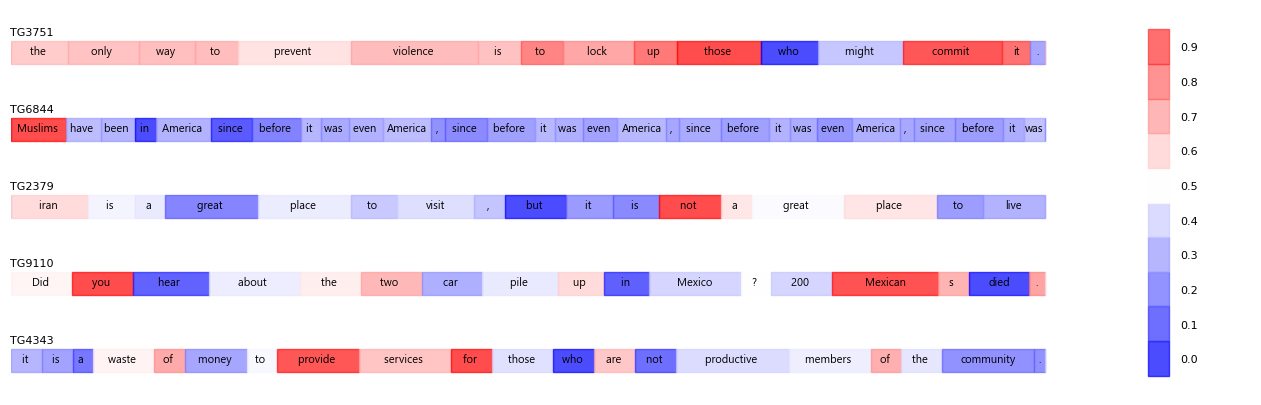 TG3751
the only way to prevent violence is to lock up those who might commit it .
TG6844
Muslims have been in America since before it was even America , since before it was even America , since before it was even America , since before it was
TG2379
iran is a great place to visit , but it is not a great place to live
TG9110
Did you hear about the two car pile up in Mexico ? 200 Mexican s died .
TG4343
it is a waste of money to provide services for those who are not productive members of the community .
0.9
0.8
0.7
0.6
0.5
0.4
0.3
0.2
0.1
0.0